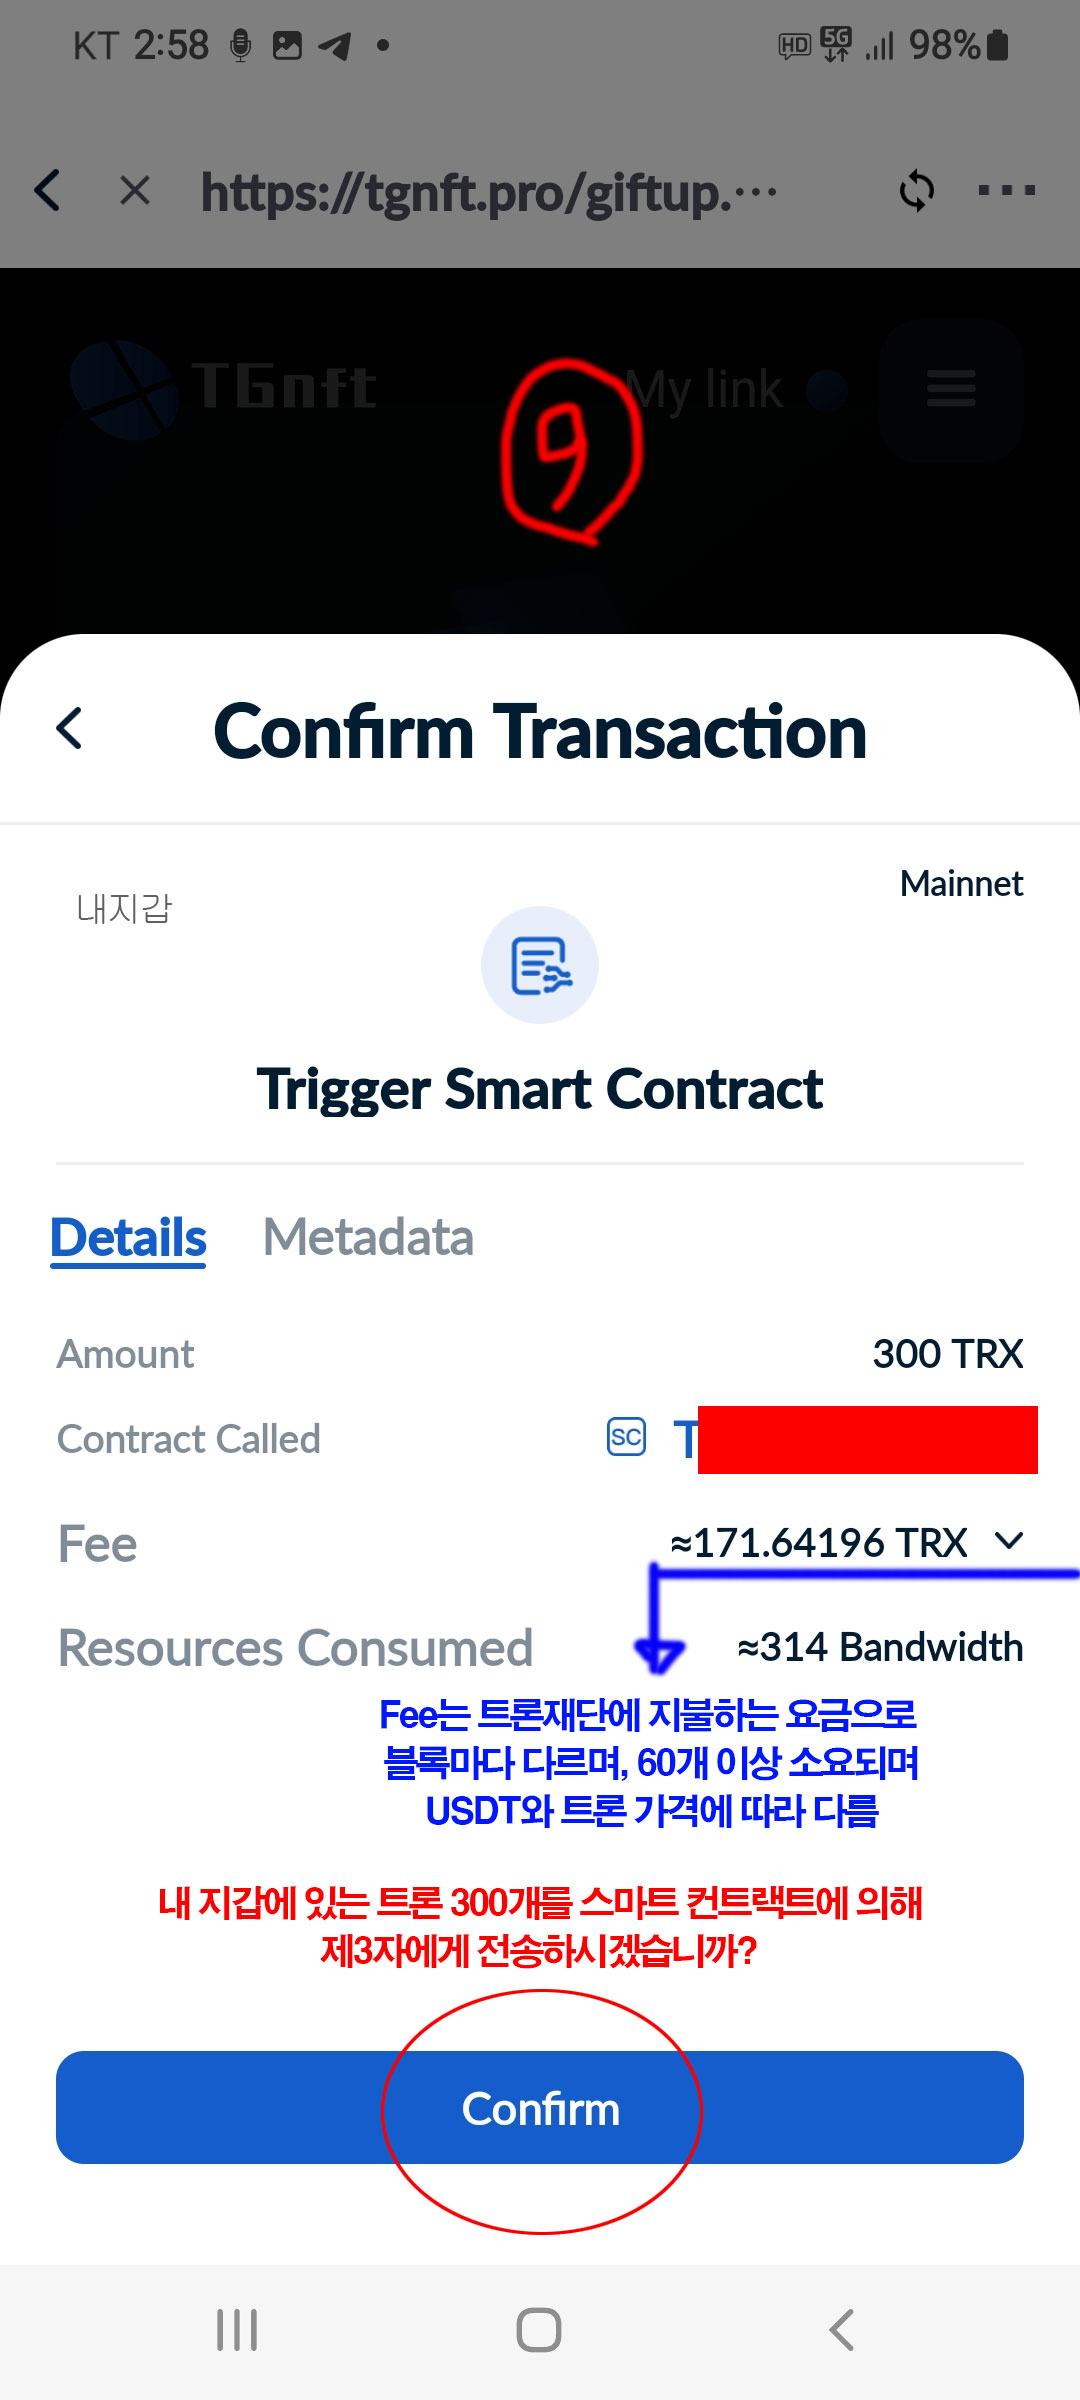 KT 2:58 HD 5G 98%
https://tgnft.pro/giftup.···
TGnft My link
9
Confirm Transaction
내지갑 Mainnet
Trigger Smart Contract
Details Metadata
Amount 300 TRX
Contract Called SC T
Fee ≈171.64196 TRX
Resources Consumed ≈314 Bandwidth
Fee는 트론재단에 지불하는 요금으로
블록마다 다르며, 60개 이상 소요되며
USDT와 트론 가격에 따라 다름
내 지갑에 있는 트론 300개를 스마트 컨트랙트에 의해
제3자에게 전송하시겠습니까?
Confirm